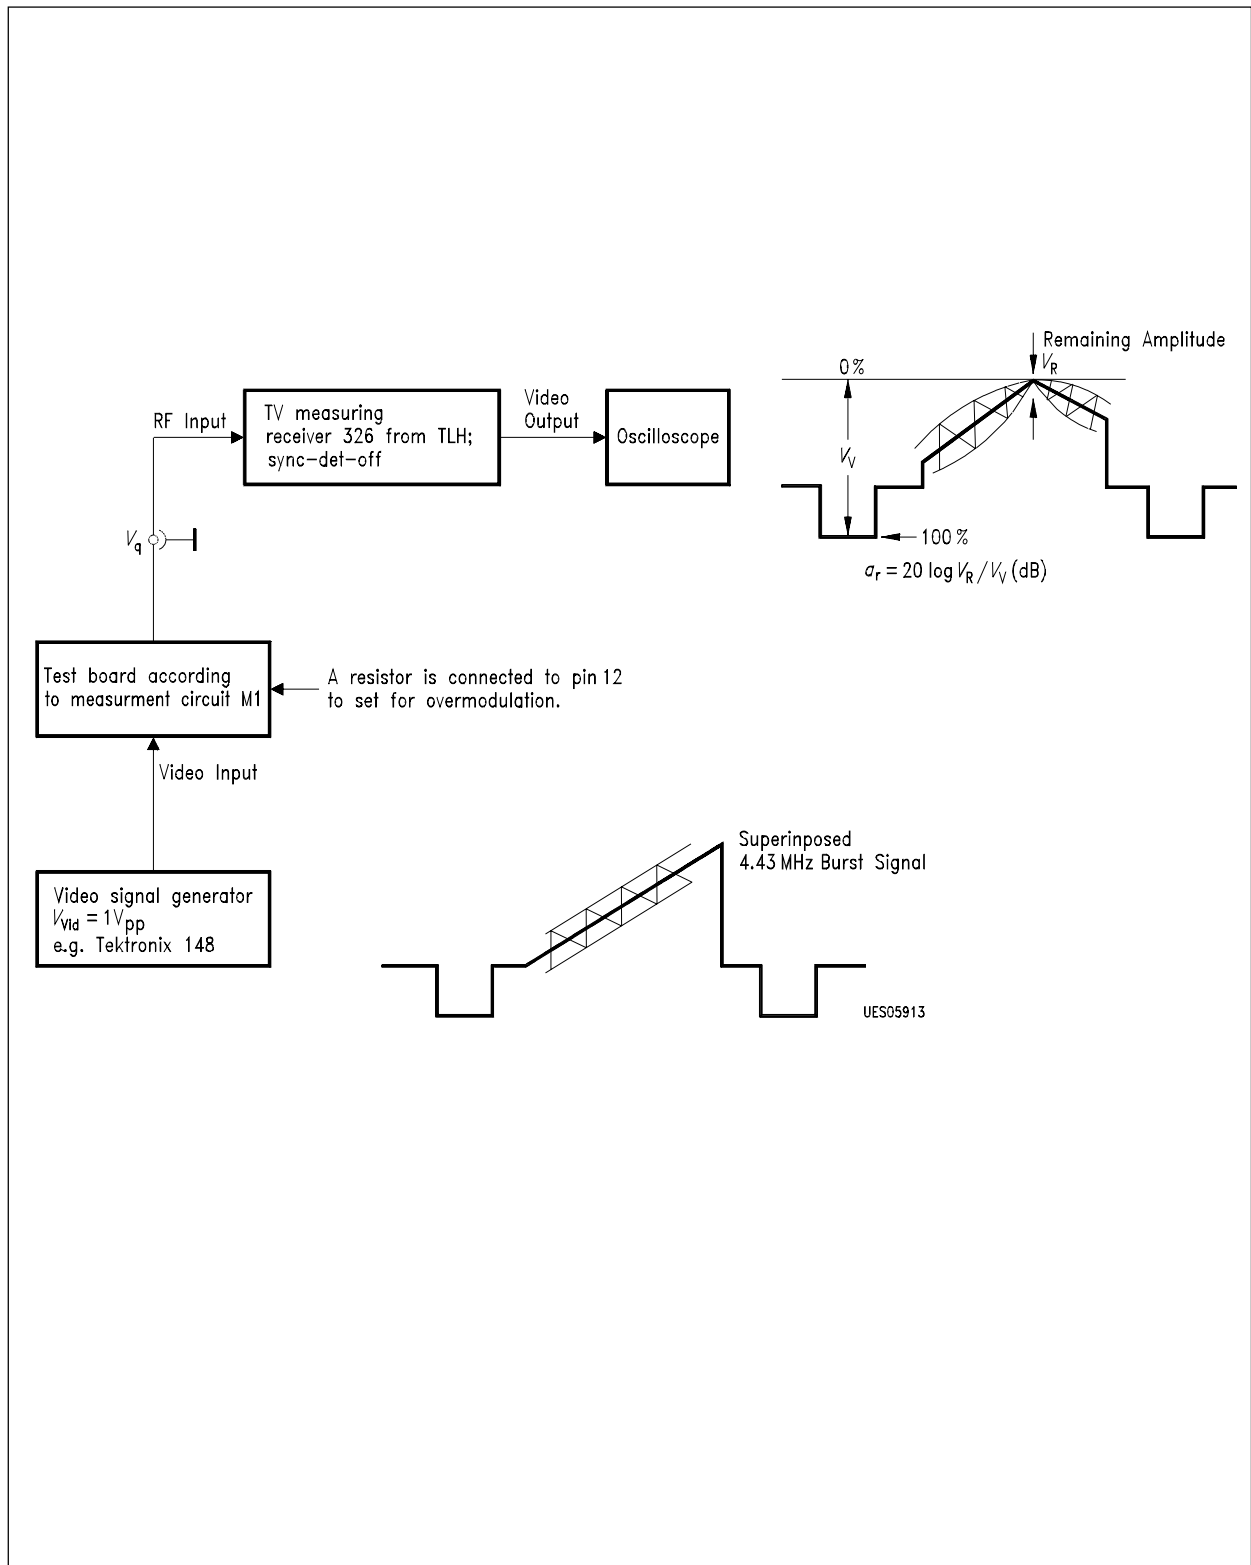 Remaining Amplitude
V_R
0%
RF Input
TV measuring
receiver 326 from TLH;
sync-det-off
Video
Output
Oscilloscope
V_V
100%
a_r = 20 log V_R / V_V (dB)
V_q
Test board according
to measurment circuit M1
A resistor is connected to pin 12
to set for overmodulation.
Video Input
Video signal generator
V_Vid = 1V_pp
e.g. Tektronix 148
Superinposed
4.43 MHz Burst Signal
UES05913